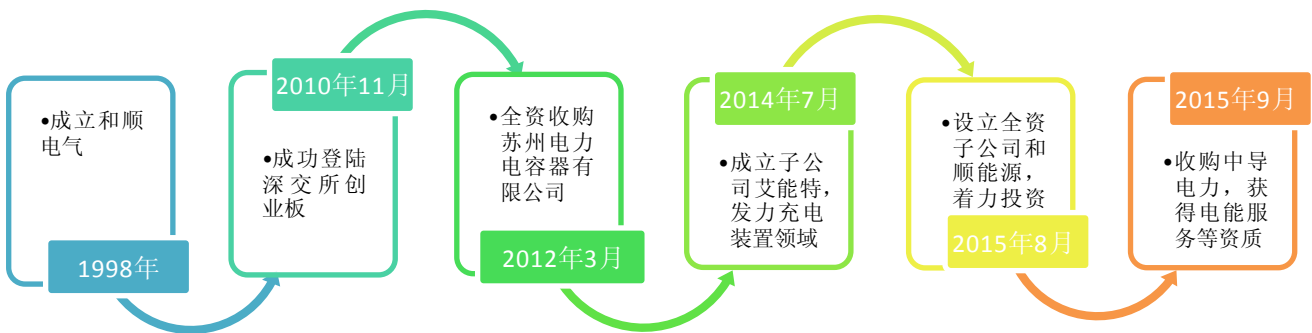 •成立和顺
电气
1998年
2010年11月
•成功登陆
深交所创
业板
•全资收购
苏州电力
电容器有
限公司
2012年3月
2014年7月
•成立子公
司艾能特，
发力充电
装置领域
•设立全资
子公司和
顺能源，
着力投资
2015年8月
2015年9月
•收购中导
电力，获
得电能服
务等资质